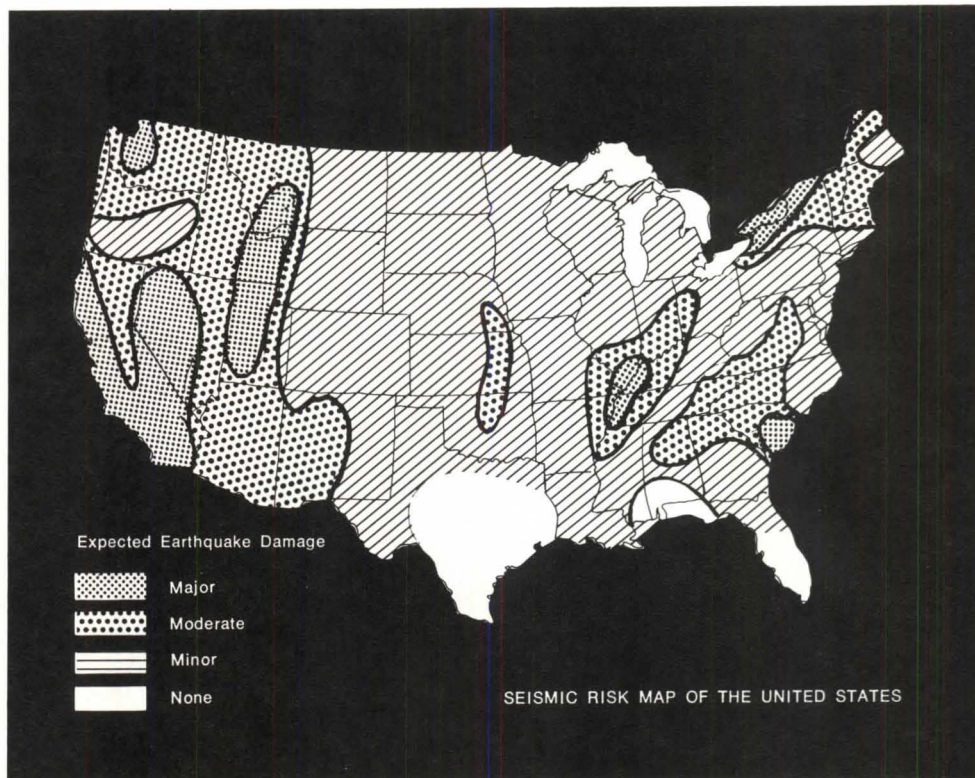 Expected Earthquake Damage
Major
Moderate
Minor
None
SEISMIC RISK MAP OF THE UNITED STATES